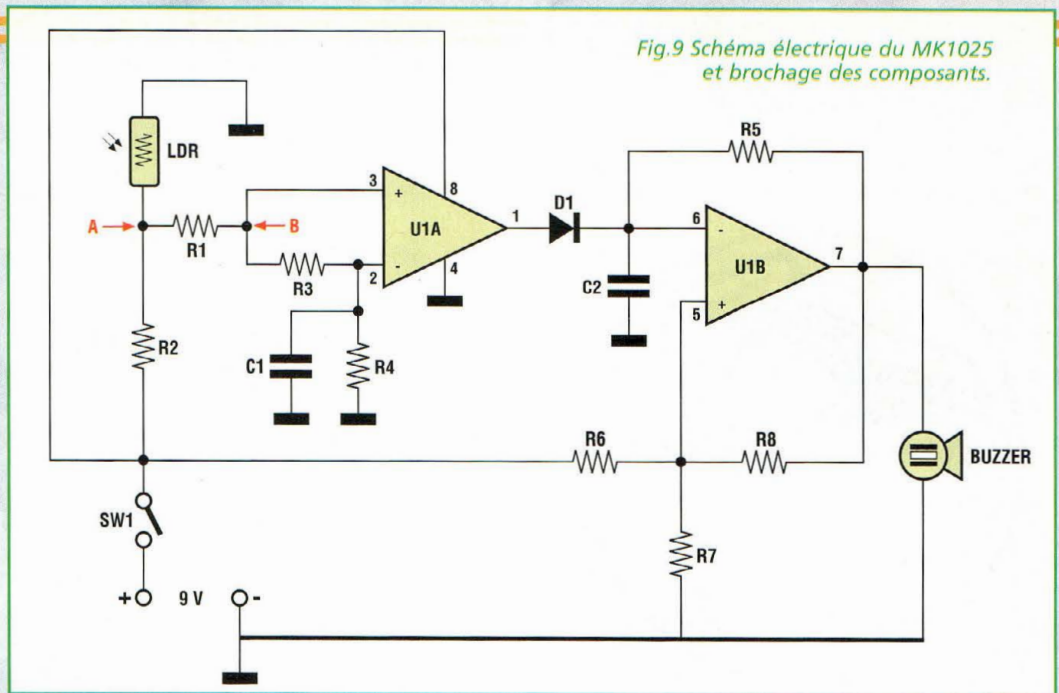 Fig.9 Schéma électrique du MK1025
et brochage des composants.
LDR
A
R1
B
3
+
8
U1A
1
D1
R5
R3
2
-
4
6
-
U1B
7
C2
5
+
R2
C1
R4
R6
R8
BUZZER
SW1
R7
+
9 V
-